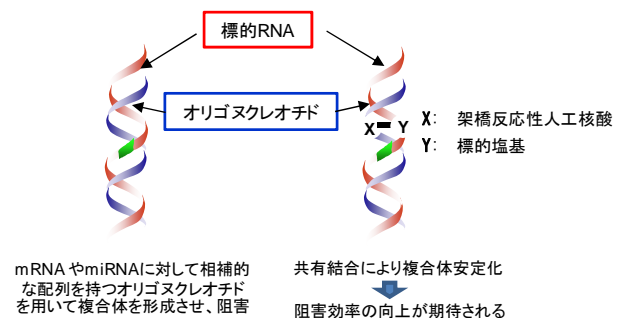 標的RNA
オリゴヌクレオチド
X Y
X: 架橋反応性人工核酸
Y: 標的塩基
mRNAやmiRNAに対して相補的
な配列を持つオリゴヌクレオチド
を用いて複合体を形成させ、阻害
共有結合により複合体安定化
阻害効率の向上が期待される